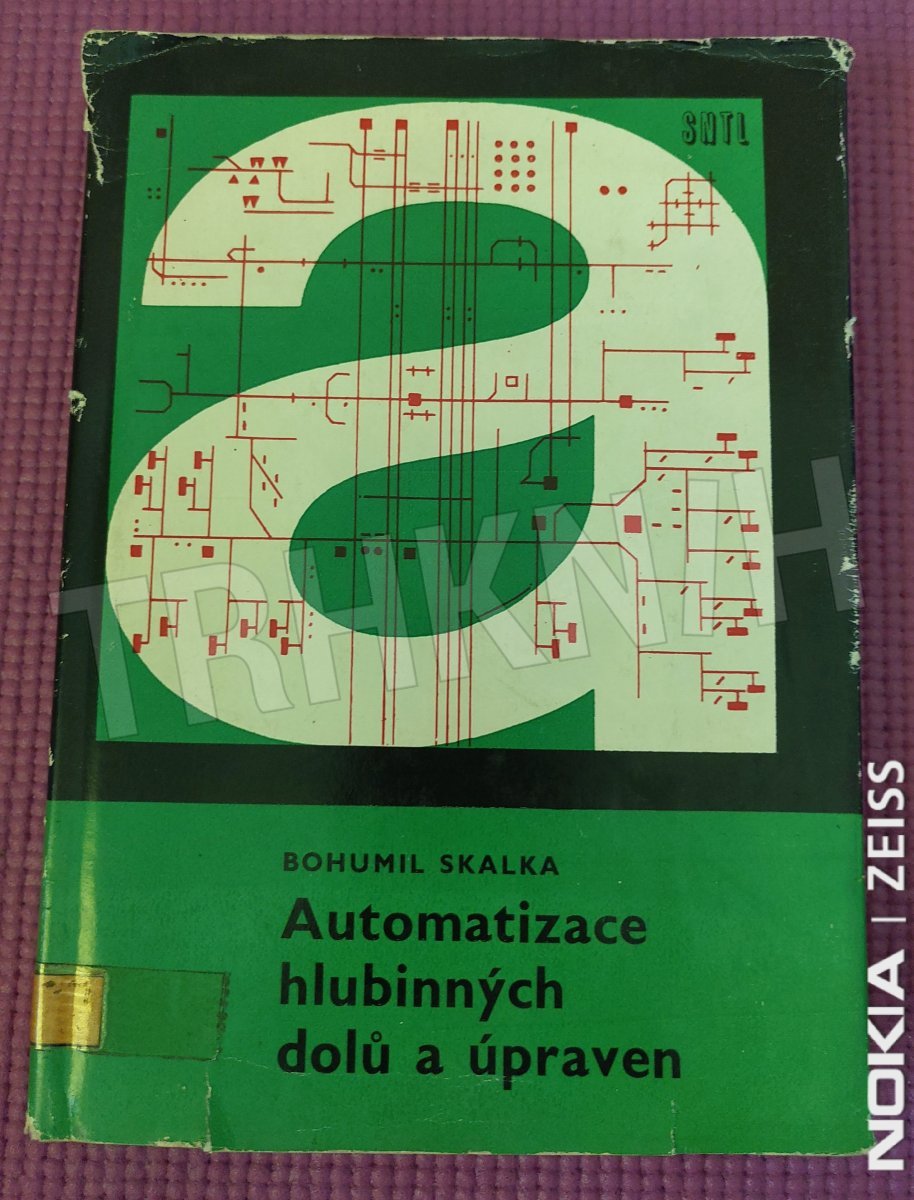 SNTL
a
TRHKNIH
BOHUMIL SKALKA
Automatizace
hlubinných
dolů a úpraven
NOKIA | ZEISS